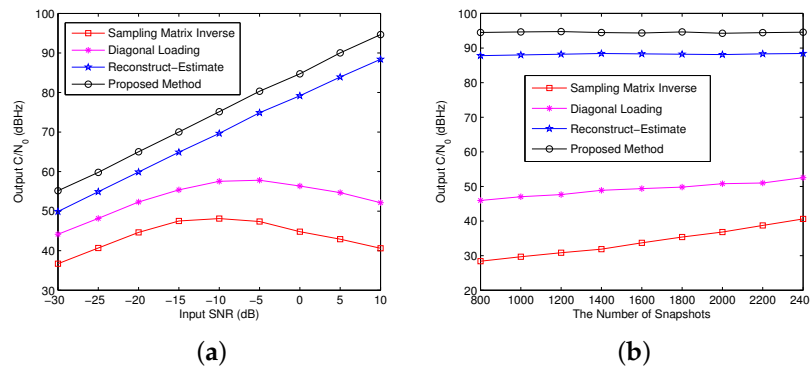 100
90
80
70
60
50
40
30
Output C/N0 (dBHz)
Sampling Matrix Inverse
Diagonal Loading
Reconstruct−Estimate
Proposed Method
−30 −25 −20 −15 −10 −5 0 5 10
Input SNR (dB)
(a)
100
90
80
70
60
50
40
30
20
Output C/N0 (dBHz)
Sampling Matrix Inverse
Diagonal Loading
Reconstruct−Estimate
Proposed Method
800 1000 1200 1400 1600 1800 2000 2200 240
The Number of Snapshots
(b)